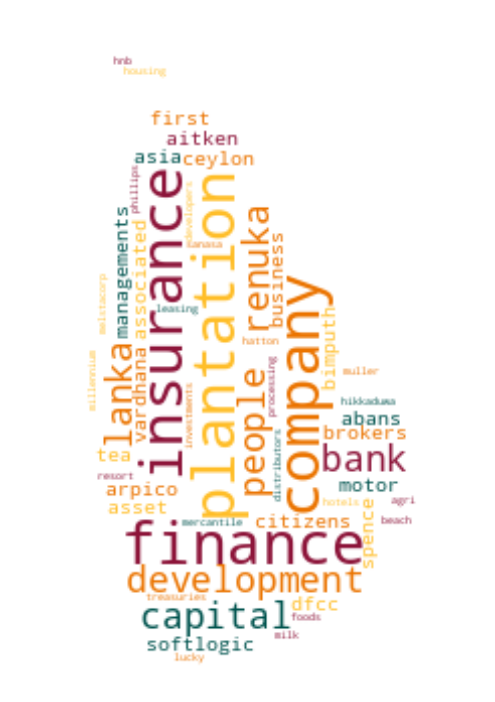 hnb
housing
first
aitken
asia
ceylon
phillips
insurance
plantation
developers
sanasa
managements
associated
renuka
business
company
melstacorp
leasing
bimputh
hatton
lanka
vardhana
millennium
processing
muller
people
investments
hikkaduwa
abans
brokers
tea
distributors
bank
resort
motor
arpico
asset
hotels
agri
mercantile
citizens
spence
beach
finance
development
treasuries
dfcc
capital
foods
milk
softlogic
lucky